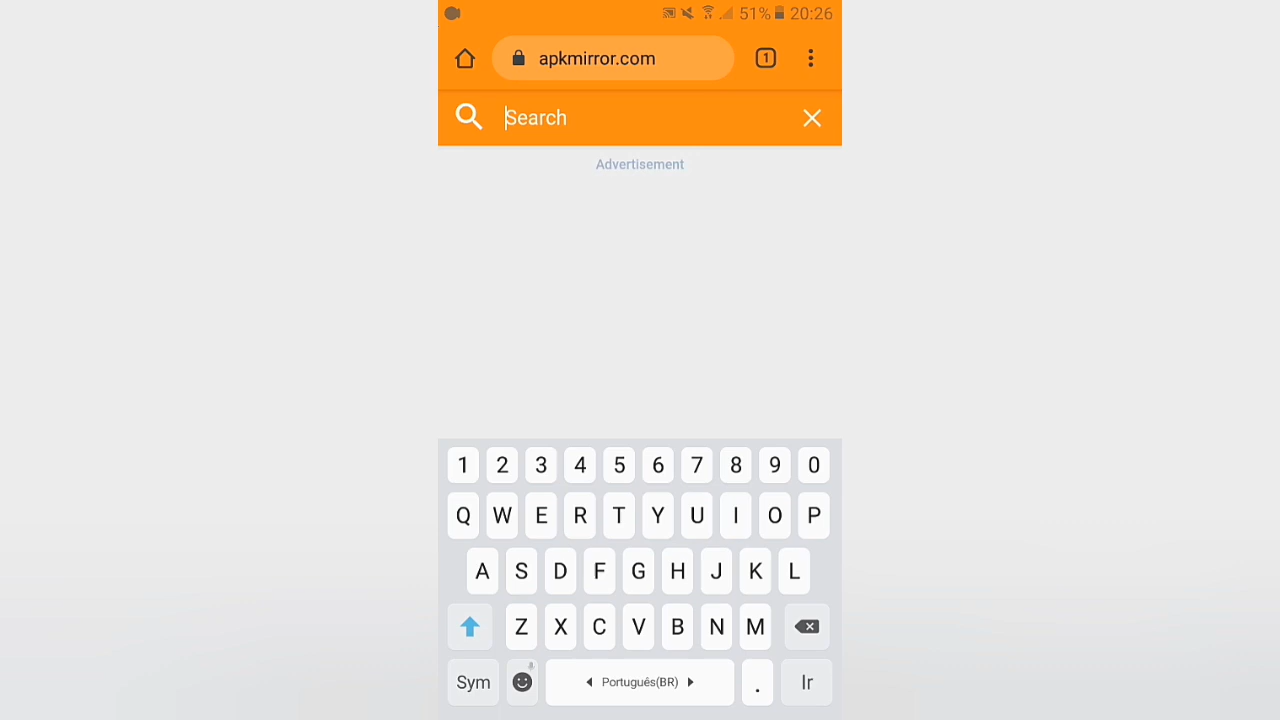 51% 20:26
apkmirror.com 1
Search
Advertisement
1 2 3 4 5 6 7 8 9 0
Q W E R T Y U I O P
A S D F G H J K L
Z X C V B N M
Sym Português(BR) . Ir